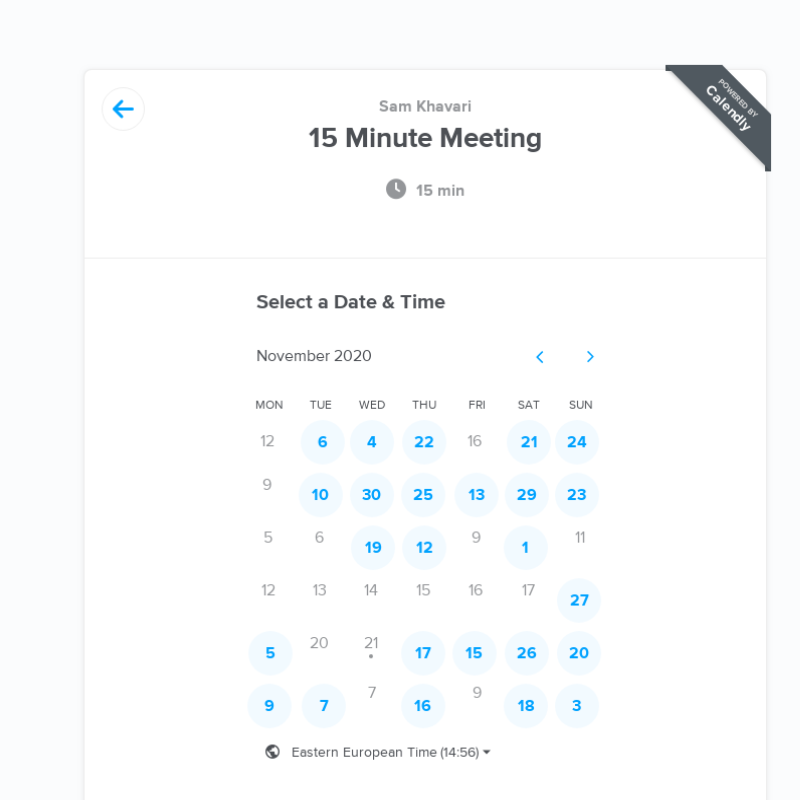 POWERED BY
Calendly
Sam Khavari
15 Minute Meeting
15 min
Select a Date & Time
November 2020
MON TUE WED THU FRI SAT SUN
12 6 4 22 16 21 24
9 10 30 25 13 29 23
5 6 19 12 9 1 11
12 13 14 15 16 17 27
5 20 21 17 15 26 20
9 7 7 16 9 18 3
Eastern European Time (14:56)